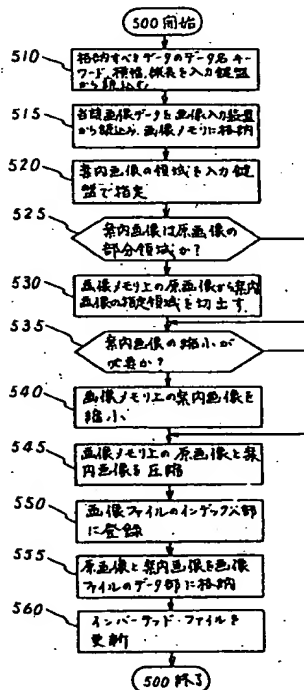 500 開始
510
格納すべきデータのデータ名 キー
ワード、横幅、縦長を入力鍵盤
から読込む。
515
当該画像データを画像入力装置
から読込み、画像メモリに格納
520
案内画像の領域を入力鍵
盤で指定
525
案内画像は原画像の
部分領域か?
530
画像メモリ上の原画像から案内
画像の指定領域を切出す
535
案内画像の縮小が
必要か?
540
画像メモリ上の案内画像を
縮小
545
画像メモリ上の原画像と案
内画像を圧縮
550
画像ファイルのインデックス部
に登録
555
原画像と案内画像を画像
ファイルのデータ部に格納
560
インバーテッド・ファイルを
更新
500 終了